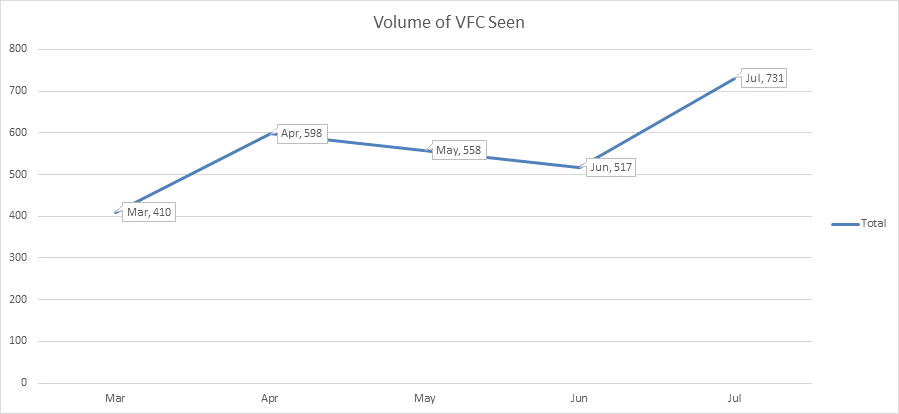 Volume of VFC Seen
800
700
600
500
400
300
200
100
0
Mar, 410
Apr, 598
May, 558
Jun, 517
Jul, 731
Total
Mar Apr May Jun Jul